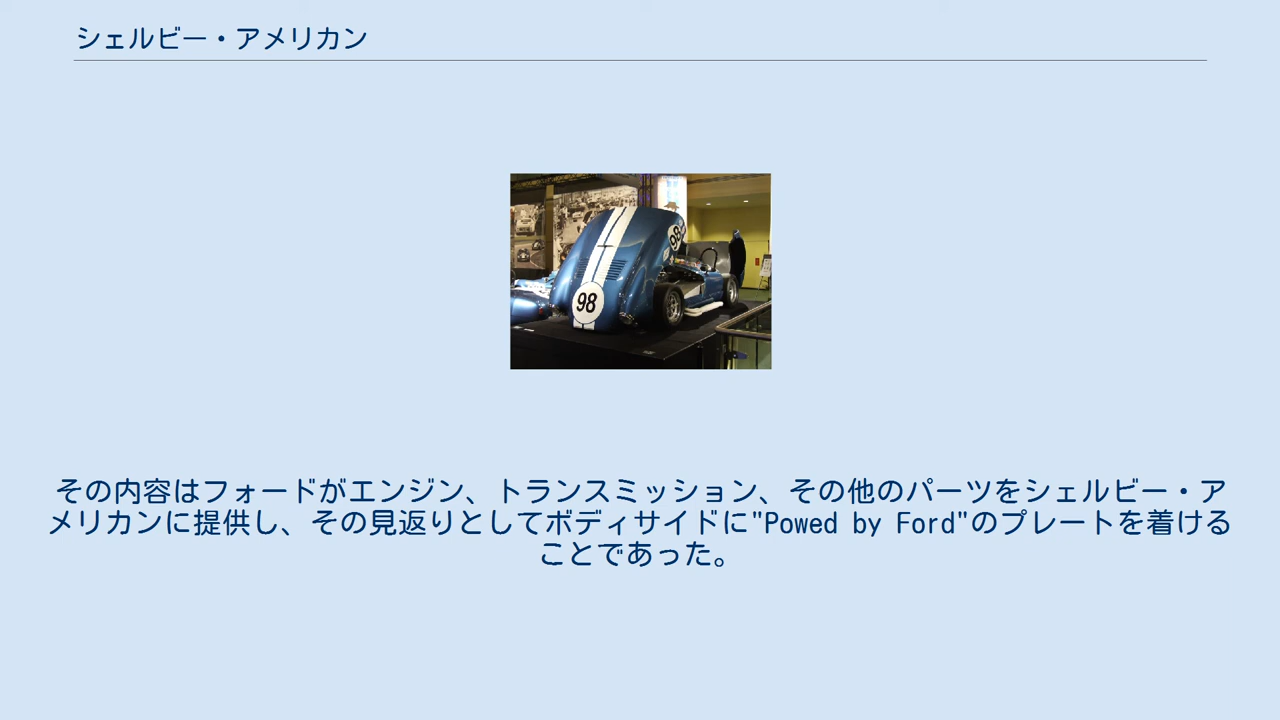 シェルビー・アメリカン
98
98
その内容はフォードがエンジン、トランスミッション、その他のパーツをシェルビー・ア
メリカンに提供し、その見返りとしてボディサイドに"Powed by Ford"のプレートを着ける
ことであった。